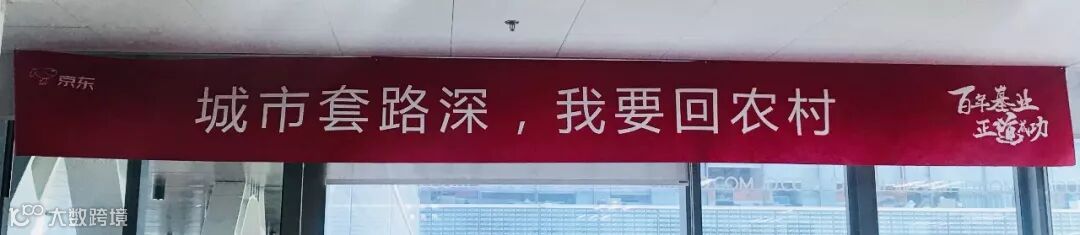 京东
城市套路深，我要回农村
百年基业
正道成功
COM
大数跨境